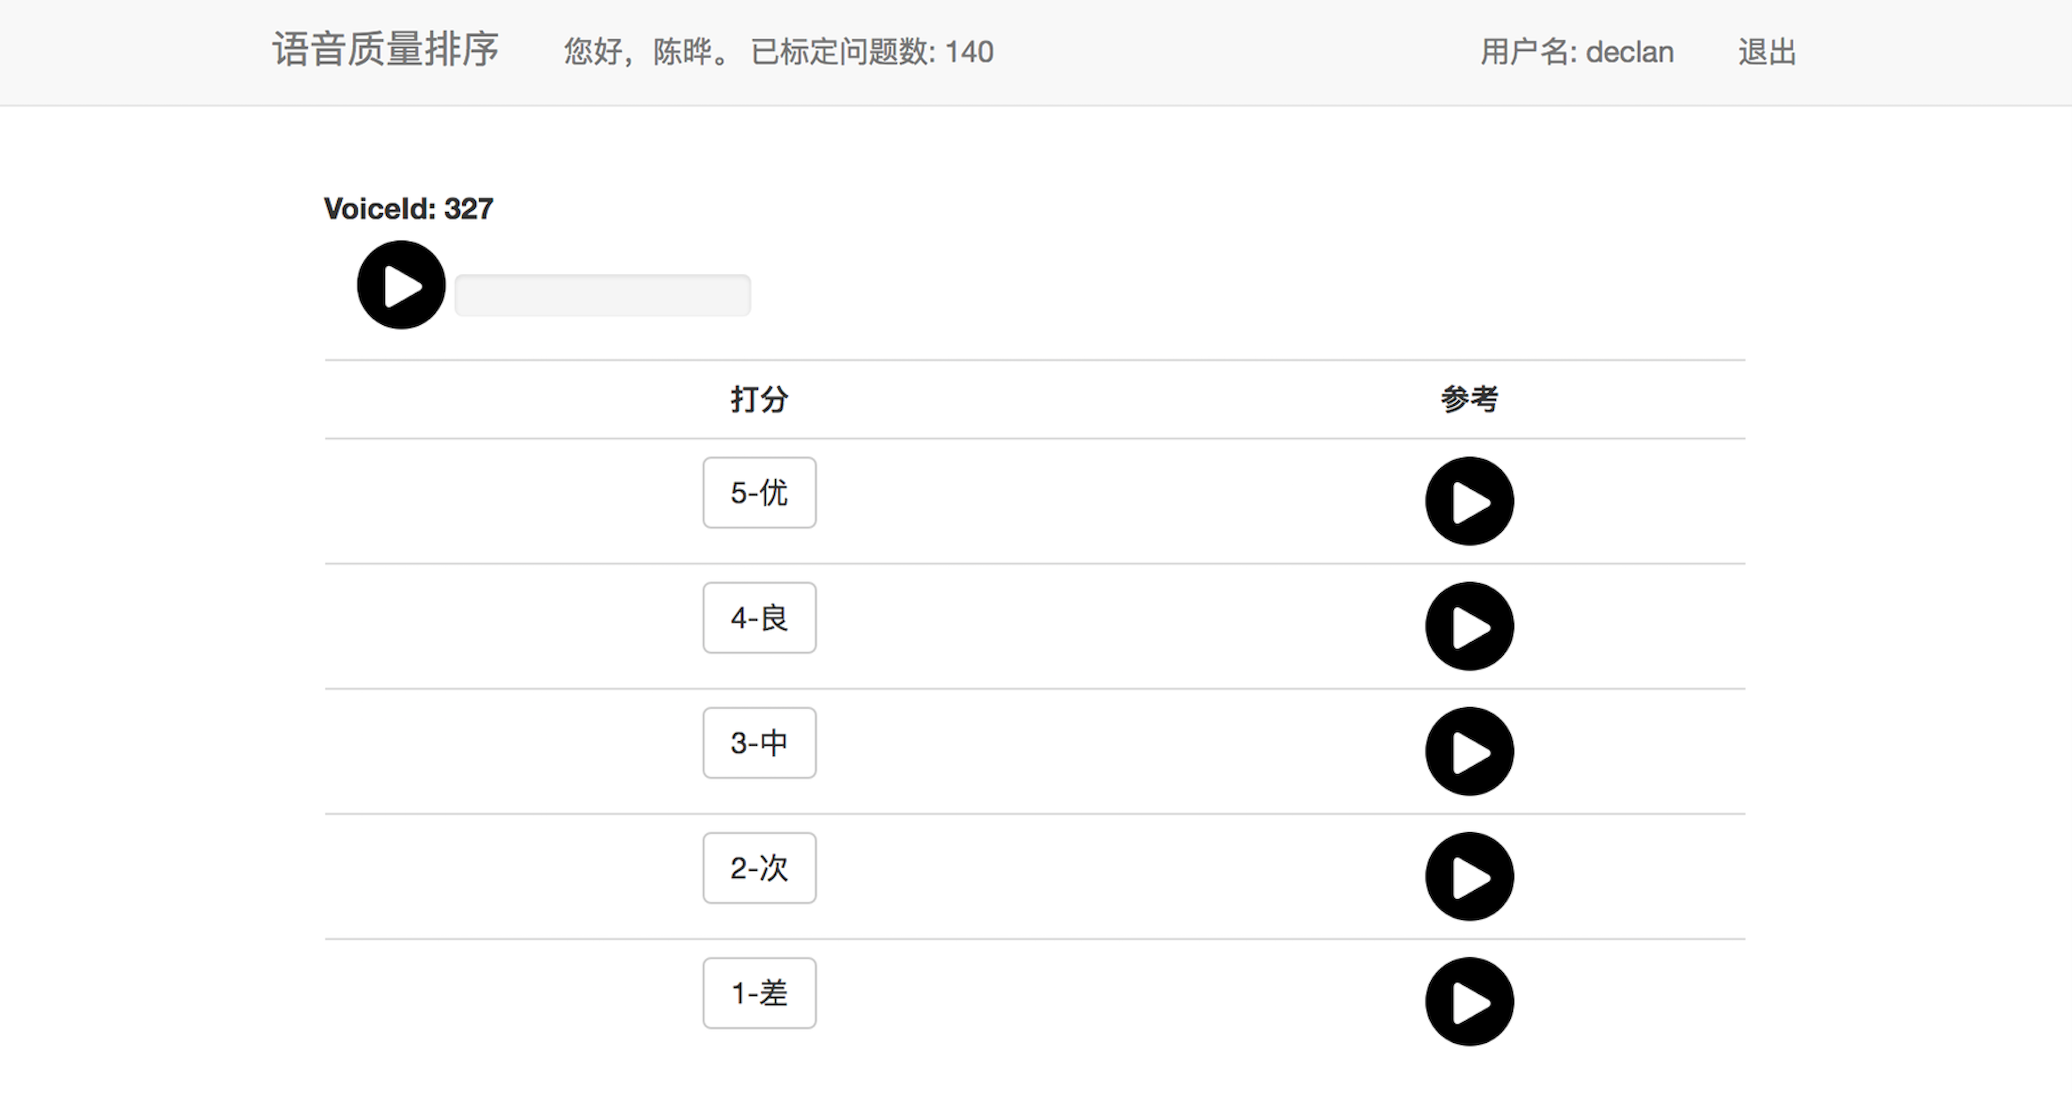 语音质量排序 您好，陈晔。 已标定问题数: 140 用户名: declan 退出
VoiceId: 327
打分 参考
5-优
4-良
3-中
2-次
1-差